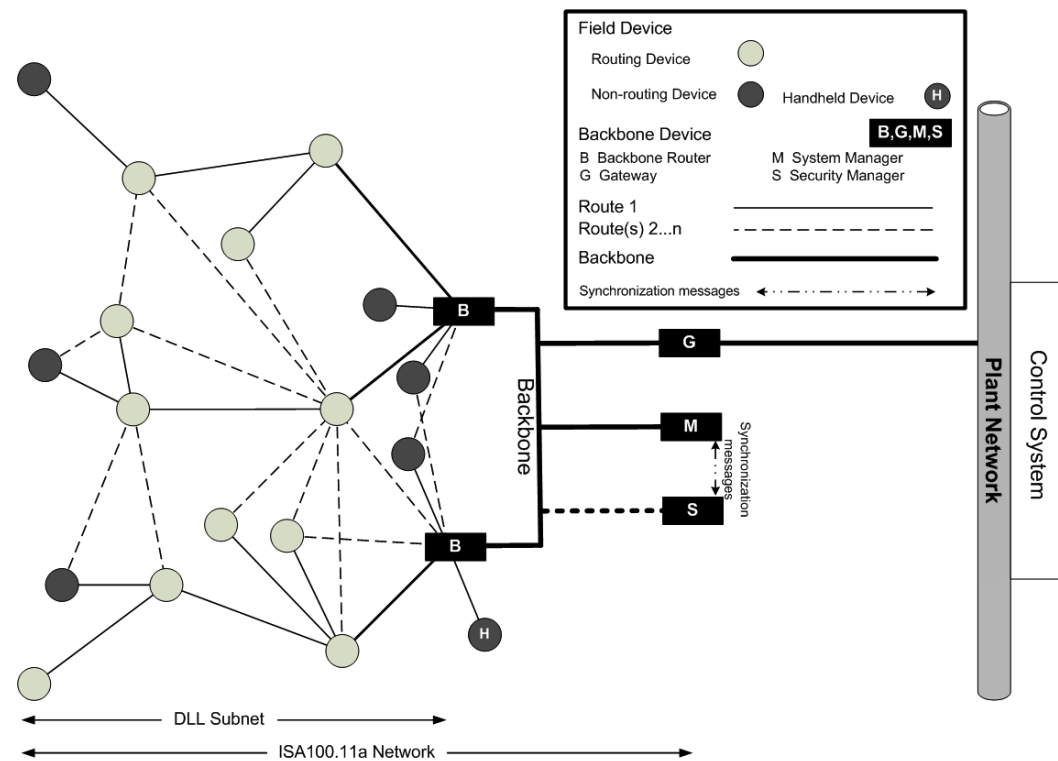 Field Device
Routing Device
Non-routing Device
Handheld Device
H
Backbone Device
B,G,M,S
B Backbone Router
M System Manager
G Gateway
S Security Manager
Route 1
Route(s) 2...n
Backbone
Synchronization messages
B
G
Backbone
M
Synchronization
messages
S
B
H
Plant Network
Control System
DLL Subnet
ISA100.11a Network